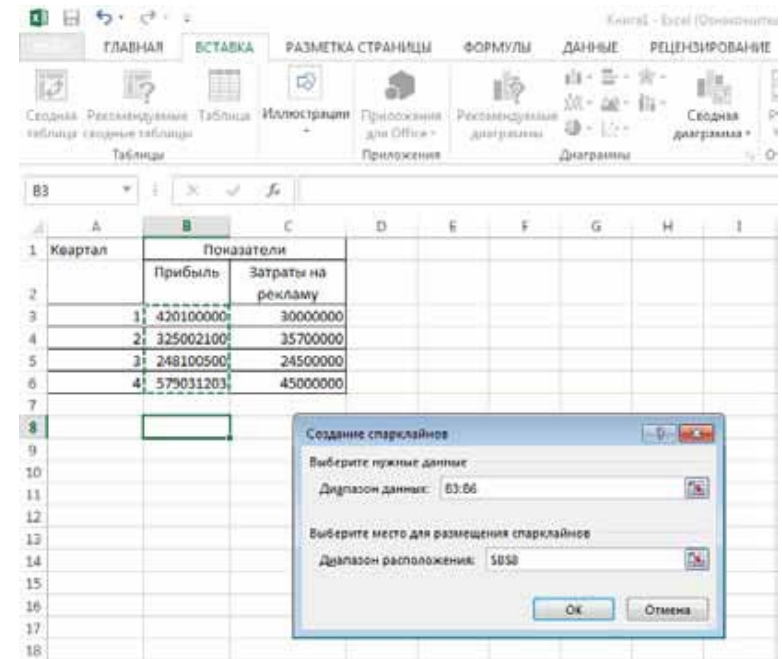 Книга1 - Excel
ГЛАВНАЯ ВСТАВКА РАЗМЕТКА СТРАНИЦЫ ФОРМУЛЫ ДАННЫЕ РЕЦЕНЗИРОВАНИЕ
Сводная Рекомендуемые Таблица Иллюстрации Приложения Рекомендуемые Сводная
таблица сводные таблицы для Office диаграммы диаграмма
Таблицы Приложения Диаграммы
B3 fx
A B C D E F G H I
1 Квартал Показатели
2 Прибыль Затраты на рекламу
3 1 420100000 30000000
4 2 325002100 35700000
5 3 248100500 24500000
6 4 579031203 45000000
7
8
9
10
11
12
13
14
15
16
17
18
Создание спарклайнов
Выберите нужные данные
Диапазон данных: B3:B6
Выберите место для размещения спарклайнов
Диапазон расположения: $B$8
ОК Отмена